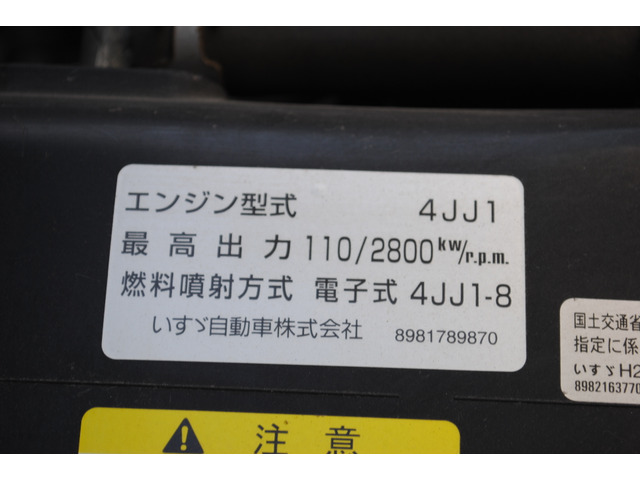 エンジン型式 4JJ1
最高出力 110/2800kw/r.p.m.
燃料噴射方式 電子式 4JJ1-8
いすゞ自動車株式会社 8981789870
国土交通省
指定に係
いすゞH2
898216377
注意